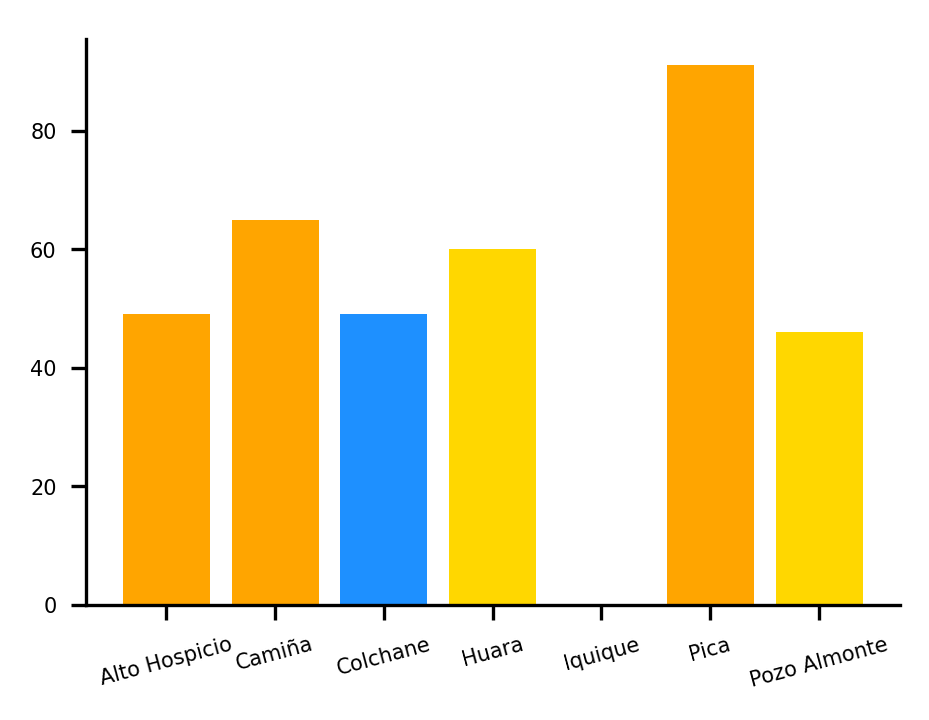 80
60
40
20
0
Alto Hospicio
Camiña
Colchane
Huara
Iquique
Pica
Pozo Almonte